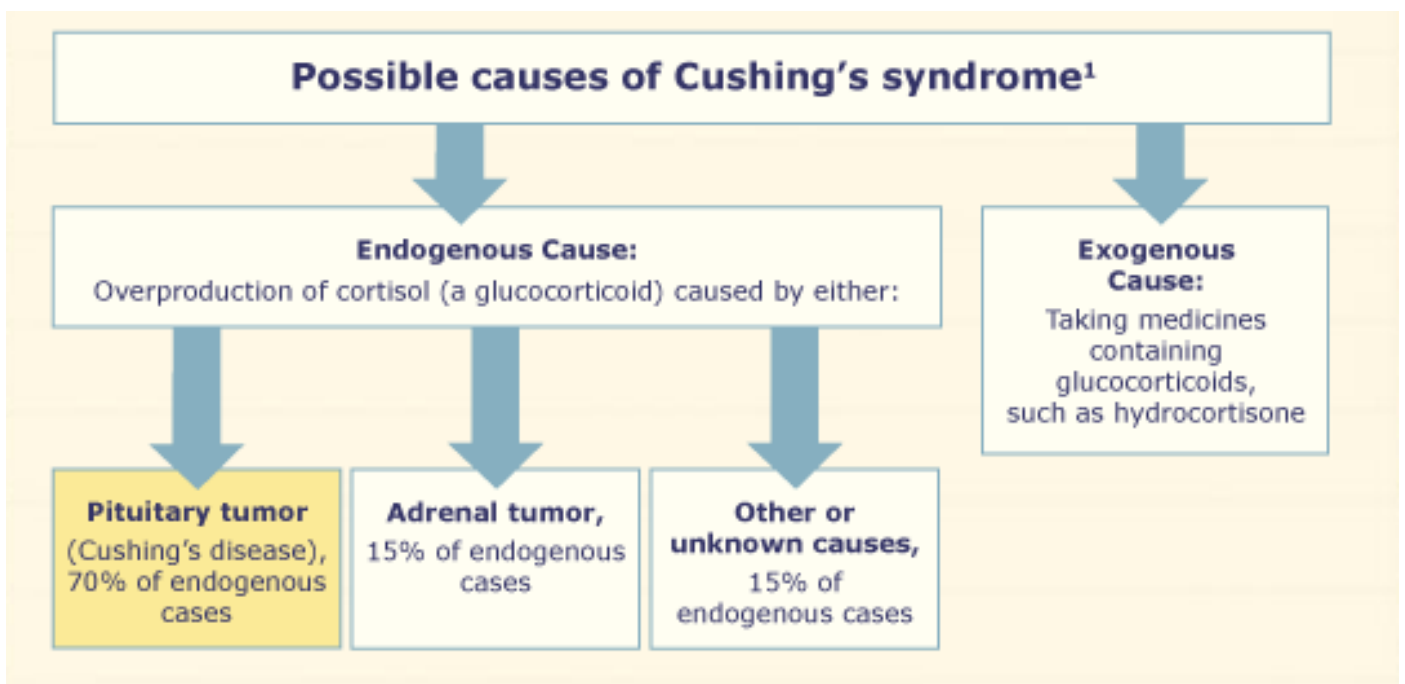 Possible causes of Cushing’s syndrome¹
Endogenous Cause:
Overproduction of cortisol (a glucocorticoid) caused by either:
Exogenous
Cause:
Taking medicines
containing
glucocorticoids,
such as hydrocortisone
Pituitary tumor
(Cushing’s disease),
70% of endogenous
cases
Adrenal tumor,
15% of endogenous
cases
Other or
unknown causes,
15% of
endogenous cases